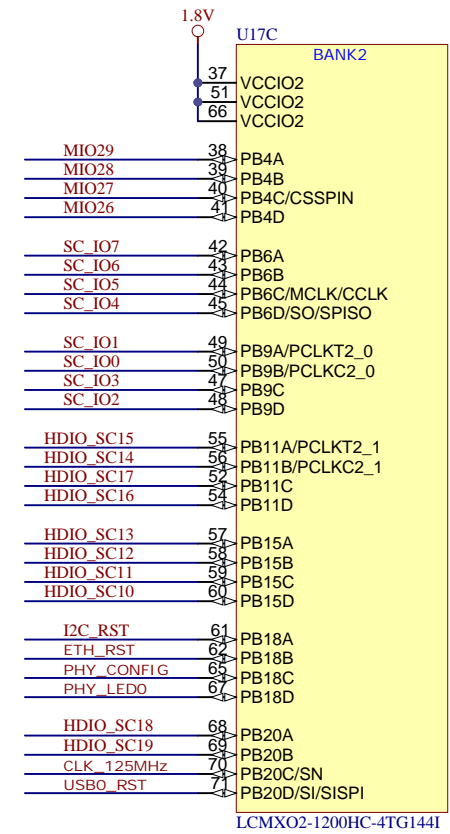 1.8V
U17C
BANK2
37 VCCIO2
51 VCCIO2
66 VCCIO2
MIO29 38 PB4A
MIO28 39 PB4B
MIO27 40 PB4C/CSSPIN
MIO26 41 PB4D
SC_IO7 42 PB6A
SC_IO6 43 PB6B
SC_IO5 44 PB6C/MCLK/CCLK
SC_IO4 45 PB6D/SO/SPISO
SC_IO1 49 PB9A/PCLKT2_0
SC_IO0 50 PB9B/PCLKC2_0
SC_IO3 47 PB9C
SC_IO2 48 PB9D
HDIO_SC15 55 PB11A/PCLKT2_1
HDIO_SC14 56 PB11B/PCLKC2_1
HDIO_SC17 52 PB11C
HDIO_SC16 54 PB11D
HDIO_SC13 57 PB15A
HDIO_SC12 58 PB15B
HDIO_SC11 59 PB15C
HDIO_SC10 60 PB15D
I2C_RST 61 PB18A
ETH_RST 62 PB18B
PHY_CONFIG 65 PB18C
PHY_LED0 67 PB18D
HDIO_SC18 68 PB20A
HDIO_SC19 69 PB20B
CLK_125MHz 70 PB20C/SN
USB0_RST 71 PB20D/SI/SISPI
LCMXO2-1200HC-4TG144I